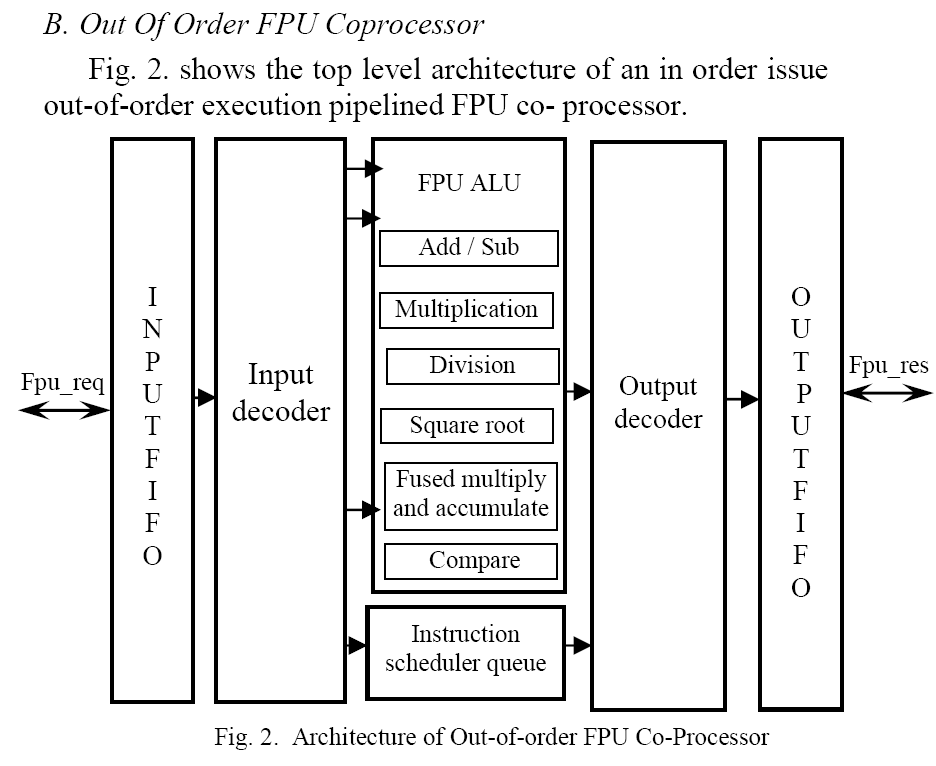 B. Out Of Order FPU Coprocessor
Fig. 2. shows the top level architecture of an in order issue
out-of-order execution pipelined FPU co- processor.
Fpu_req
I
N
P
U
T
F
I
F
O
Input
decoder
FPU ALU
Add / Sub
Multiplication
Division
Square root
Fused multiply
and accumulate
Compare
Instruction
scheduler queue
Output
decoder
O
U
T
P
U
T
F
I
F
O
Fpu_res
Fig. 2.  Architecture of Out-of-order FPU Co-Processor